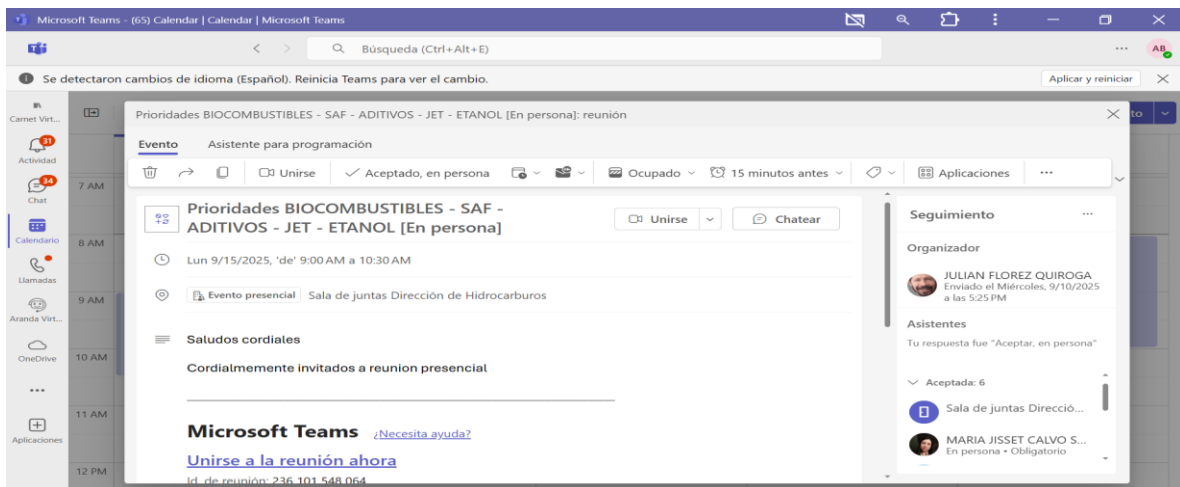 Microsoft Teams - (65) Calendar | Calendar | Microsoft Teams
Búsqueda (Ctrl+Alt+E)
AB
Se detectaron cambios de idioma (Español). Reinicia Teams para ver el cambio.
Aplicar y reiniciar
Carnet Virt...
31
Actividad
34
Chat
Calendario
Llamadas
Aranda Virt...
OneDrive
Aplicaciones
7 AM
8 AM
9 AM
10 AM
11 AM
12 PM
to
Prioridades BIOCOMBUSTIBLES - SAF - ADITIVOS - JET - ETANOL [En persona]: reunión
Evento
Asistente para programación
Unirse
Aceptado, en persona
Ocupado
15 minutos antes
Aplicaciones
Prioridades BIOCOMBUSTIBLES - SAF -
ADITIVOS - JET - ETANOL [En persona]
Unirse
Chatear
Lun 9/15/2025, 'de' 9:00 AM a 10:30 AM
Evento presencial Sala de juntas Dirección de Hidrocarburos
Saludos cordiales
Cordialmemente invitados a reunion presencial
Microsoft Teams ¿Necesita ayuda?
Unirse a la reunión ahora
Id. de reunión: 236 101 548 064
Seguimiento
Organizador
JULIAN FLOREZ QUIROGA
Enviado el Miércoles, 9/10/2025
a las 5:25 PM
Asistentes
Tu respuesta fue "Aceptar, en persona"
Aceptada: 6
Sala de juntas Direcció...
MARIA JISSET CALVO S...
En persona • Obligatorio